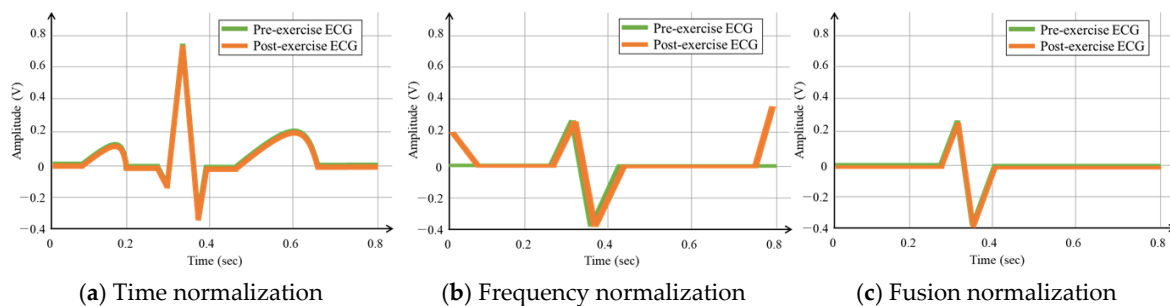 Pre-exercise ECG
Post-exercise ECG
Amplitude (V)
0.8
0.6
0.4
0.2
0
−0.2
−0.4
0 0.2 0.4 0.6 0.8
Time (sec)
(a) Time normalization
Pre-exercise ECG
Post-exercise ECG
Amplitude (V)
0.8
0.6
0.4
0.2
0
−0.2
−0.4
0 0.2 0.4 0.6 0.8
Time (sec)
(b) Frequency normalization
Pre-exercise ECG
Post-exercise ECG
Amplitude (V)
0.8
0.6
0.4
0.2
0
−0.2
−0.4
0 0.2 0.4 0.6 0.8
Time (sec)
(c) Fusion normalization